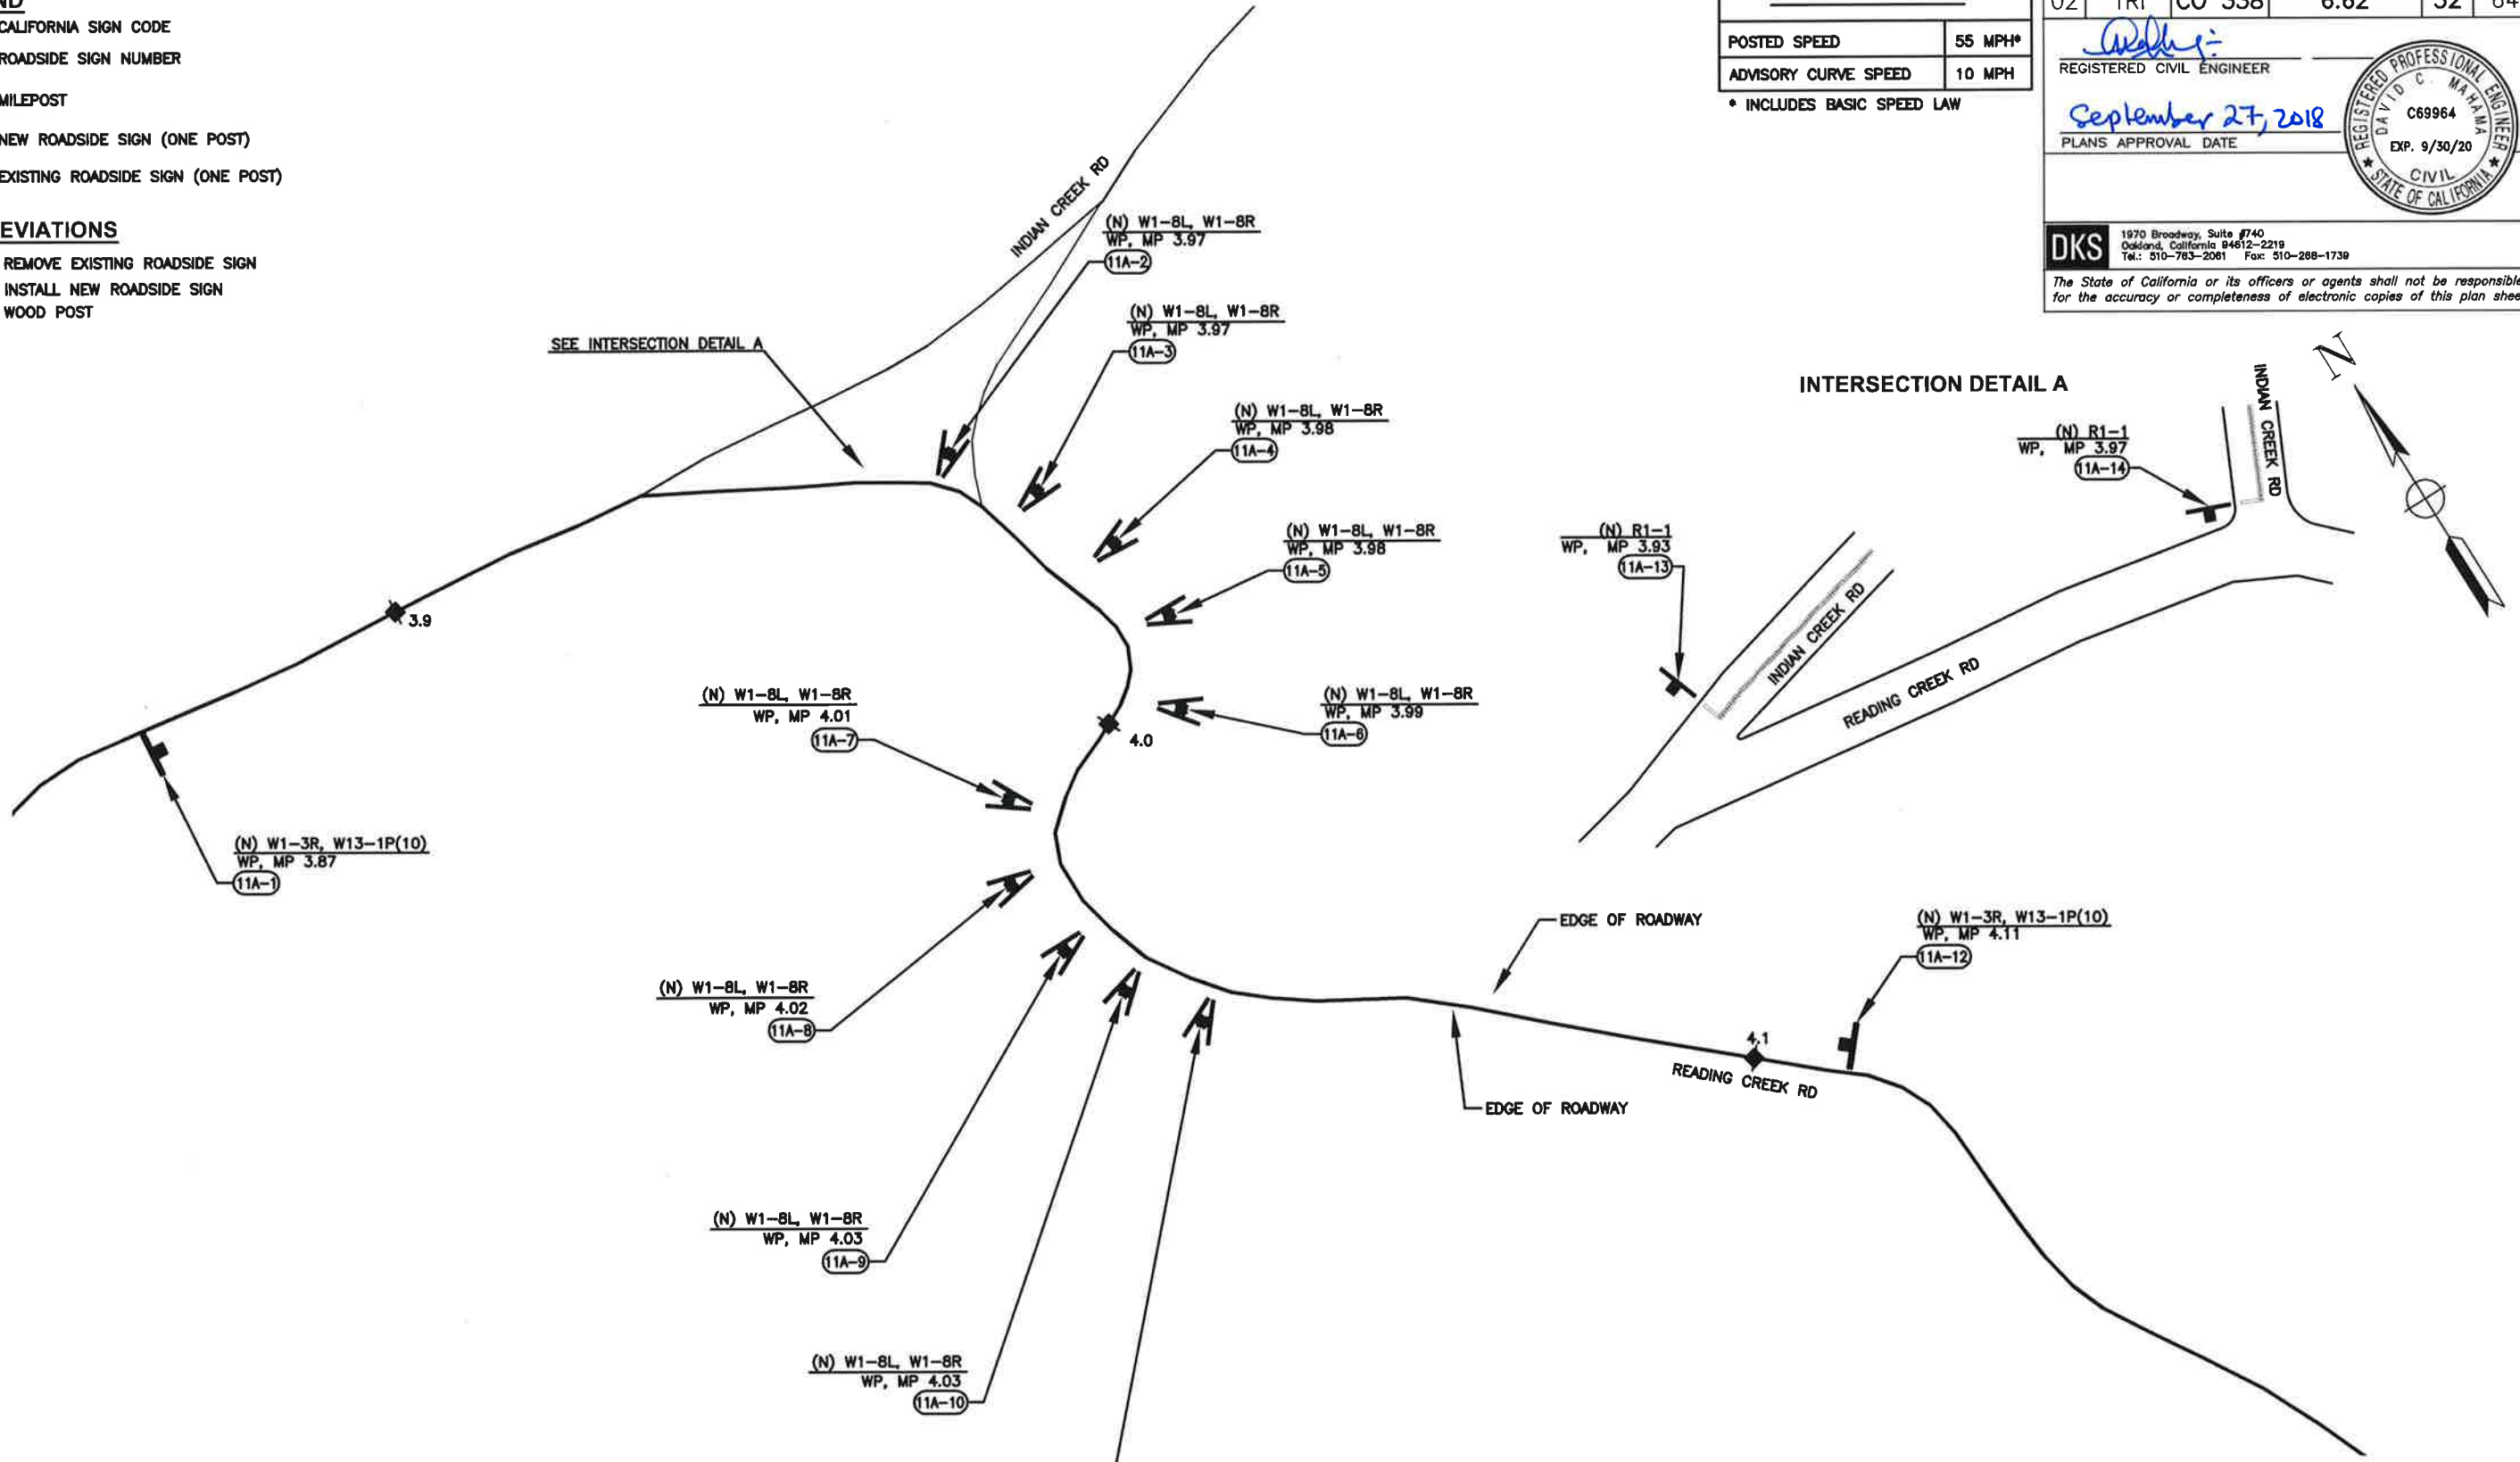 ND
CALIFORNIA SIGN CODE
ROADSIDE SIGN NUMBER
MILEPOST
NEW ROADSIDE SIGN (ONE POST)
EXISTING ROADSIDE SIGN (ONE POST)
EVIATIONS
REMOVE EXISTING ROADSIDE SIGN
INSTALL NEW ROADSIDE SIGN
WOOD POST
POSTED SPEED 55 MPH*
ADVISORY CURVE SPEED 10 MPH
* INCLUDES BASIC SPEED LAW
02 TRI CO 338 6.62 32 64
REGISTERED CIVIL ENGINEER
September 27, 2018
PLANS APPROVAL DATE
REGISTERED PROFESSIONAL ENGINEER
DAVID C. MAHAMA
C69964
EXP. 9/30/20
CIVIL
STATE OF CALIFORNIA
DKS
1970 Broadway, Suite #740
Oakland, California 94612-2219
Tel.: 510-763-2061 Fax: 510-268-1739
The State of California or its officers or agents shall not be responsible
for the accuracy or completeness of electronic copies of this plan shee
INDIAN CREEK RD
(N) W1-8L, W1-8R
WP, MP 3.97
11A-2
(N) W1-8L, W1-8R
WP, MP 3.97
11A-3
SEE INTERSECTION DETAIL A
(N) W1-8L, W1-8R
WP, MP 3.98
11A-4
(N) W1-8L, W1-8R
WP, MP 3.98
11A-5
3.9
(N) W1-8L, W1-8R
WP, MP 4.01
11A-7
(N) W1-8L, W1-8R
WP, MP 3.99
11A-6
4.0
(N) W1-3R, W13-1P(10)
WP, MP 3.87
11A-1
INTERSECTION DETAIL A
N
INDIAN CREEK RD
(N) R1-1
WP, MP 3.97
11A-14
(N) R1-1
WP, MP 3.93
11A-13
INDIAN CREEK RD
READING CREEK RD
EDGE OF ROADWAY
(N) W1-3R, W13-1P(10)
WP, MP 4.11
11A-12
(N) W1-8L, W1-8R
WP, MP 4.02
11A-8
4.1
READING CREEK RD
EDGE OF ROADWAY
(N) W1-8L, W1-8R
WP, MP 4.03
11A-9
(N) W1-8L, W1-8R
WP, MP 4.03
11A-10